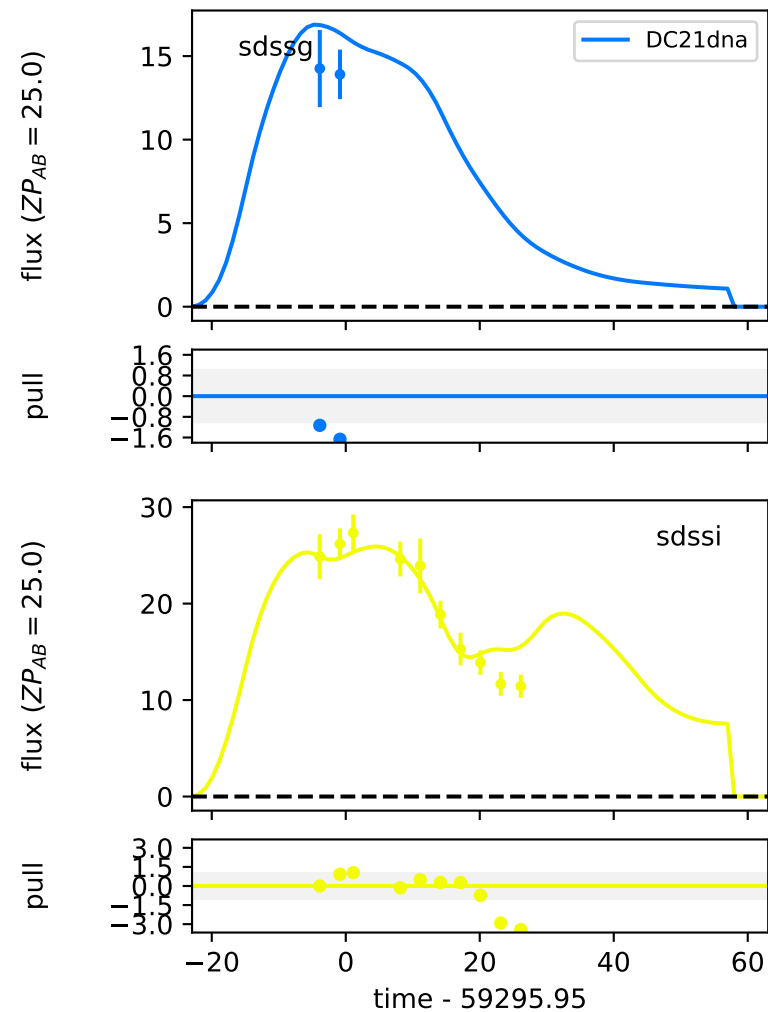 sdssg
DC21dna
flux (ZP_AB = 25.0)
15
10
5
0
pull
1.6
0.8
0.0
−0.8
−1.6
sdssi
flux (ZP_AB = 25.0)
30
20
10
0
pull
3.0
1.5
0.0
−1.5
−3.0
−20 0 20 40 60
time - 59295.95